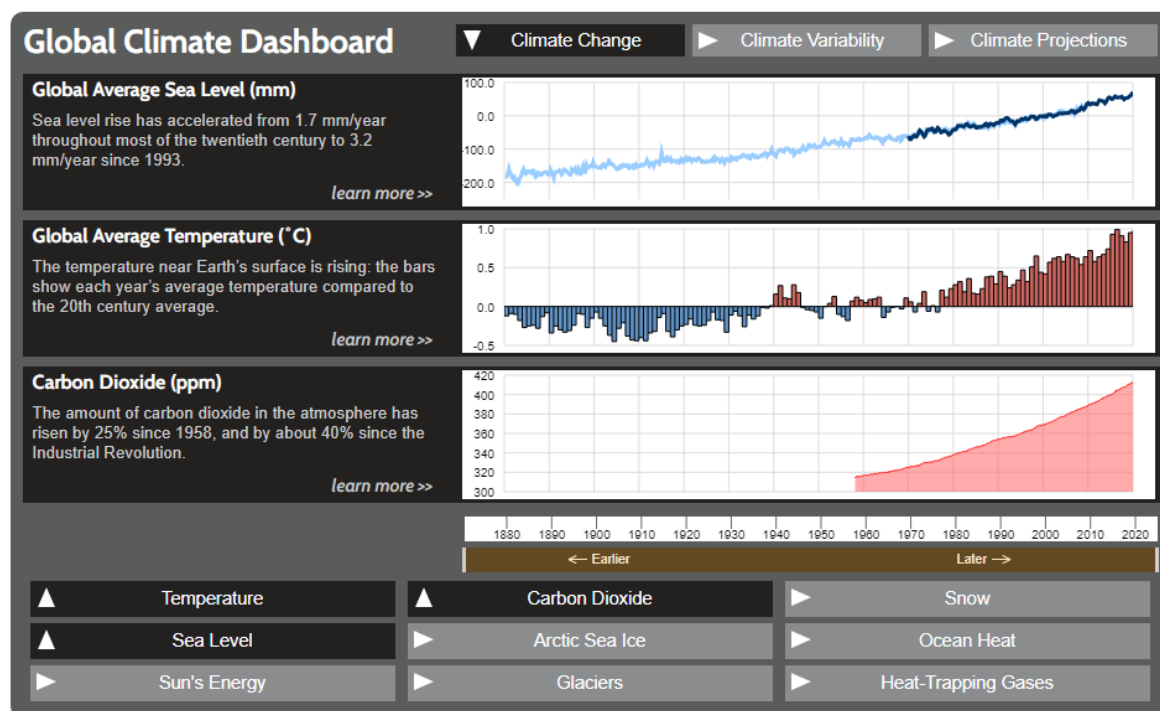 Global Climate Dashboard
Climate Change
Climate Variability
Climate Projections
Global Average Sea Level (mm)
Sea level rise has accelerated from 1.7 mm/year
throughout most of the twentieth century to 3.2
mm/year since 1993.
learn more >>
100.0
0.0
-100.0
-200.0
Global Average Temperature (˚C)
The temperature near Earth's surface is rising: the bars
show each year's average temperature compared to
the 20th century average.
learn more >>
1.0
0.5
0.0
-0.5
Carbon Dioxide (ppm)
The amount of carbon dioxide in the atmosphere has
risen by 25% since 1958, and by about 40% since the
Industrial Revolution.
learn more >>
420
400
380
360
340
320
300
1880 1890 1900 1910 1920 1930 1940 1950 1960 1970 1980 1990 2000 2010 2020
← Earlier
Later →
Temperature
Carbon Dioxide
Snow
Sea Level
Arctic Sea Ice
Ocean Heat
Sun's Energy
Glaciers
Heat-Trapping Gases